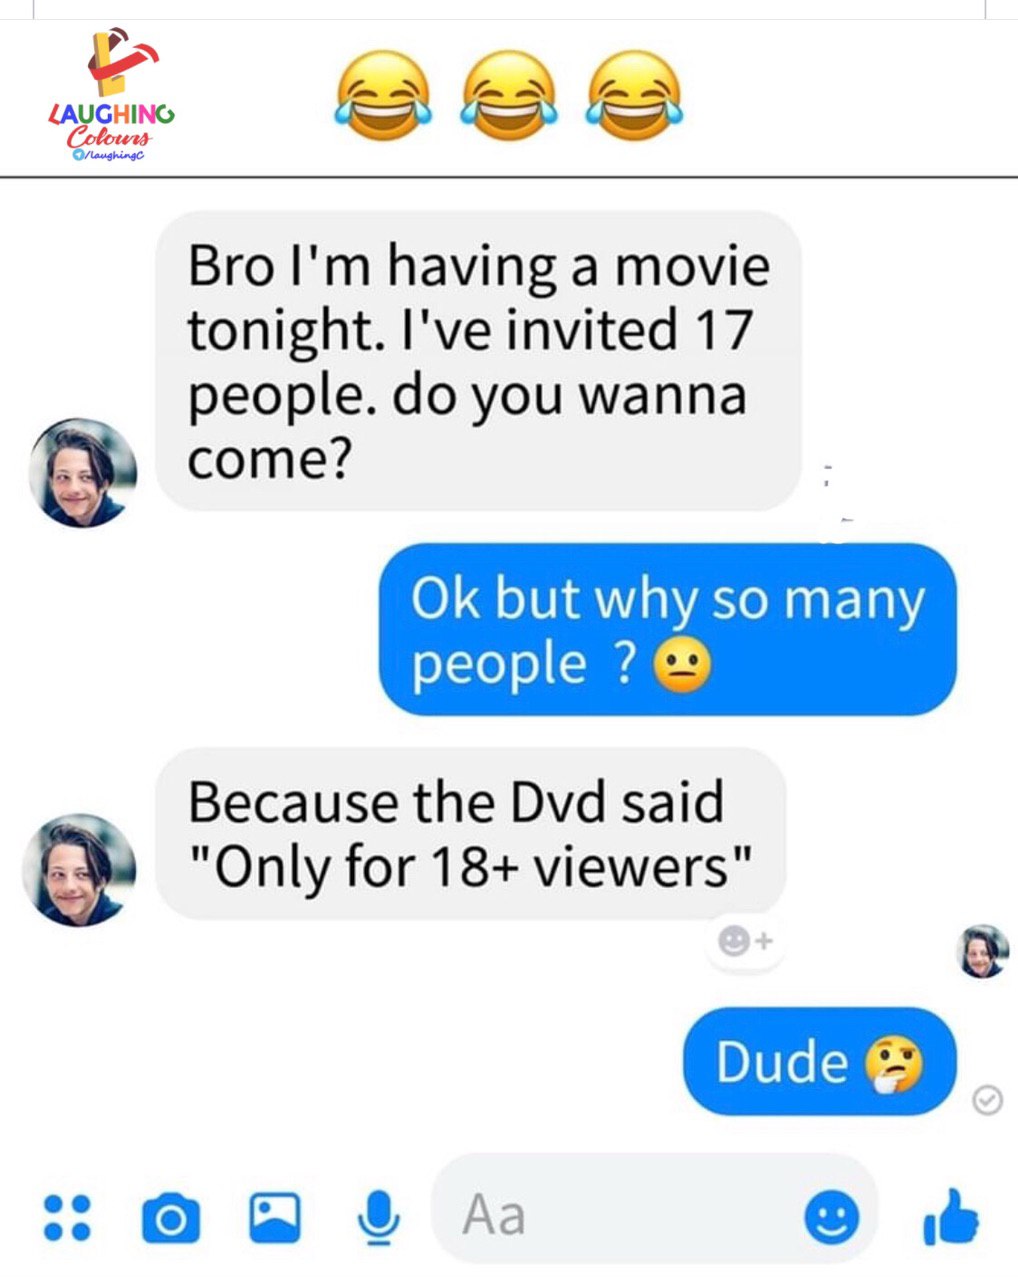 LAUGHING
Colours
/laughingC
😂 😂 😂
Bro I'm having a movie
tonight. I've invited 17
people. do you wanna
come?
Ok but why so many
people ? 😐
Because the Dvd said
"Only for 18+ viewers"
Dude 🤔
Aa